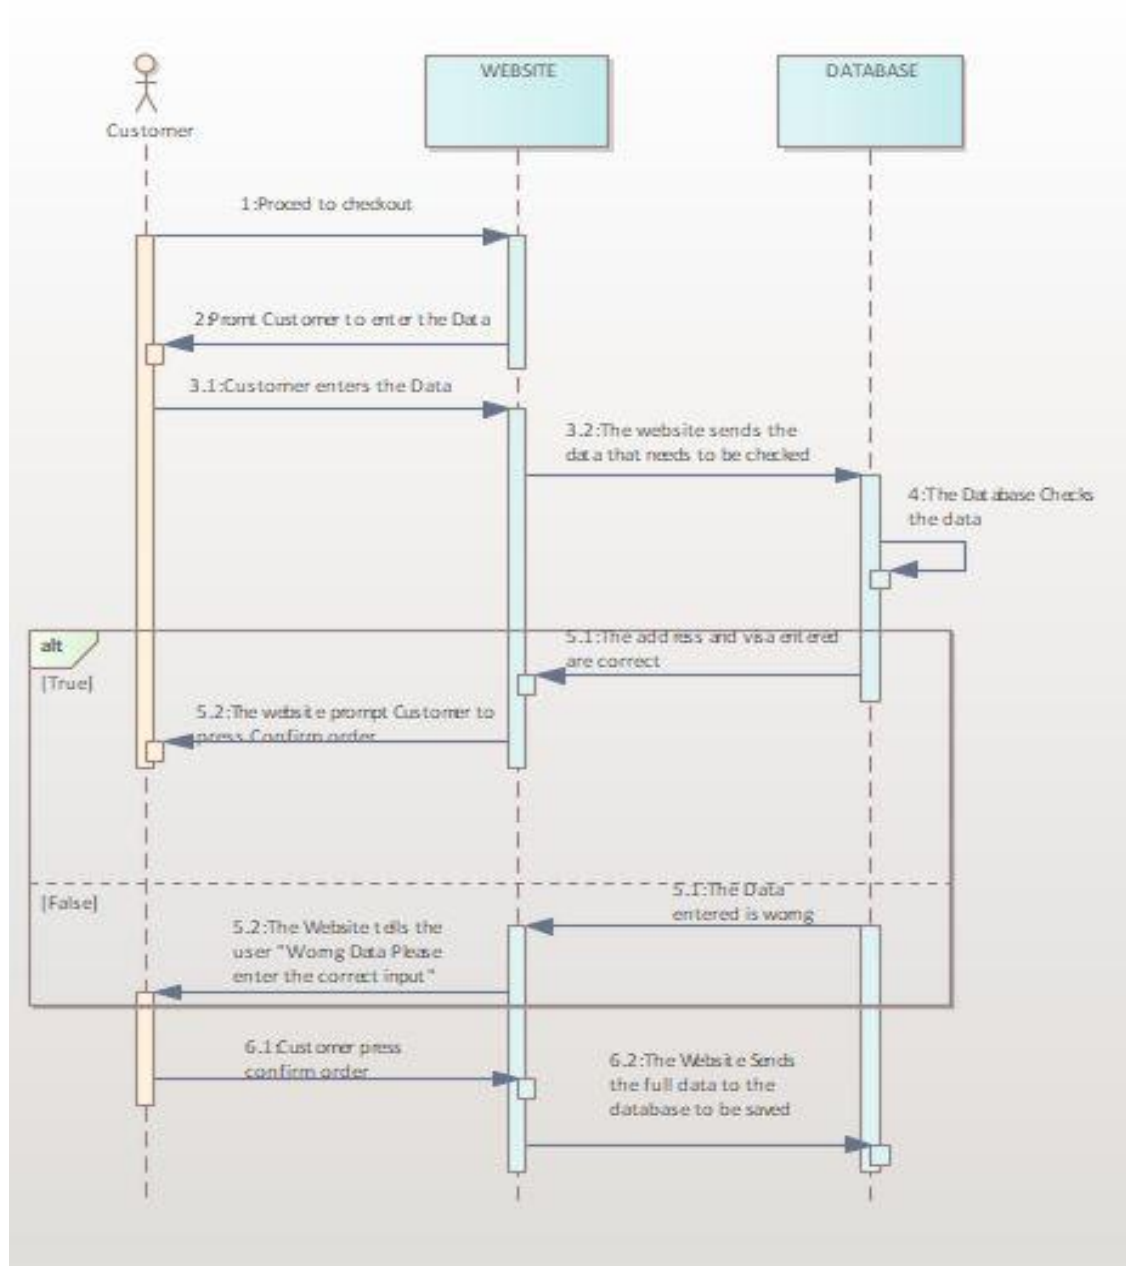 WEBSITE
DATABASE
Customer
1:Proced to checkout
2:Promt Customer to enter the Data
3.1:Customer enters the Data
3.2:The website sends the
data that needs to be checked
4:The Database Checks
the data
alt
[True]
5.1:The address and visa entered
are correct
5.2:The website prompt Customer to
press Confirm order
[False]
5.1:The Data
entered is worng
5.2:The Website tells the
user "Worng Data Please
enter the correct input"
6.1:Customer press
confirm order
6.2:The Website Sends
the full data to the
database to be saved